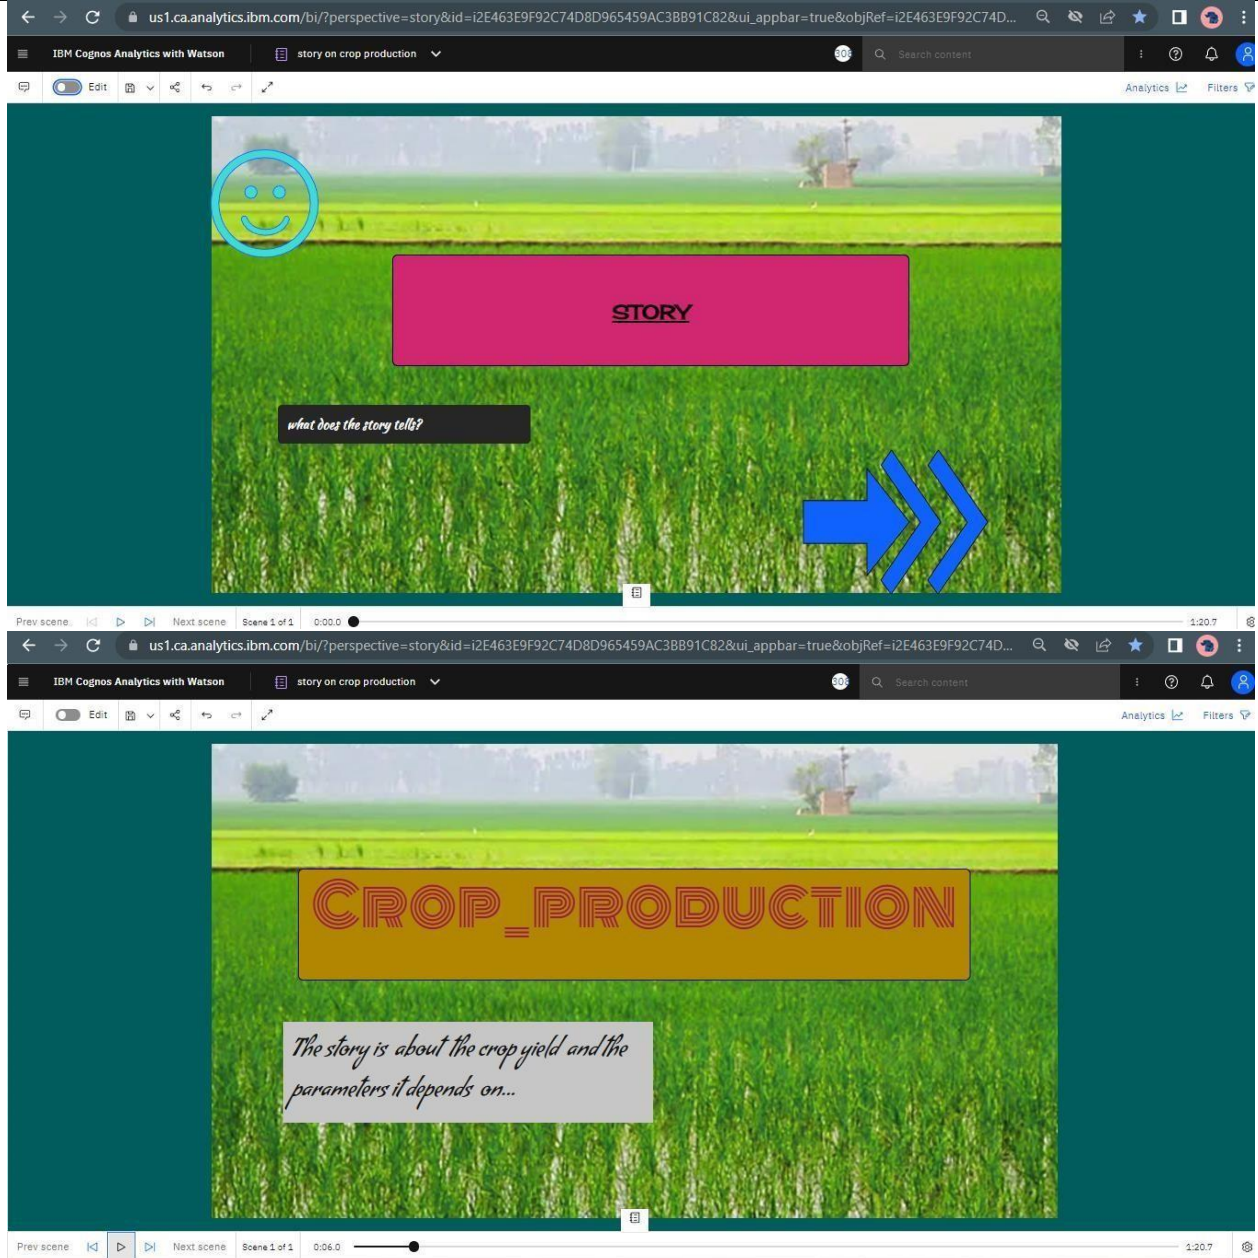 us1.ca.analytics.ibm.com/bi/?perspective=story&id=i2E463E9F92C74D8D965459AC3BB91C82&ui_appbar=true&objRef=i2E463E9F92C74D...
IBM Cognos Analytics with Watson story on crop production 308 Search content
Edit Analytics Filters
STORY
what does the story tells?
Prev scene Next scene Scene 1 of 1 0:00.0 1:20.7
us1.ca.analytics.ibm.com/bi/?perspective=story&id=i2E463E9F92C74D8D965459AC3BB91C82&ui_appbar=true&objRef=i2E463E9F92C74D...
IBM Cognos Analytics with Watson story on crop production 308 Search content
Edit Analytics Filters
CROP_PRODUCTION
The story is about the crop yield and the
parameters it depends on...
Prev scene Next scene Scene 1 of 1 0:06.0 1:20.7